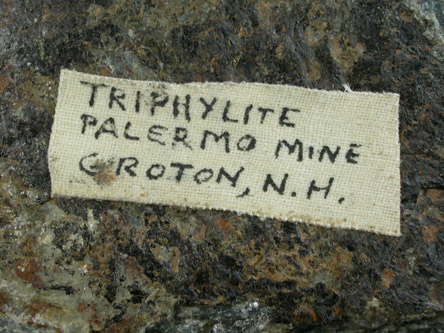 TRIPHYLITE
PALERMO MINE
GROTON, N.H.